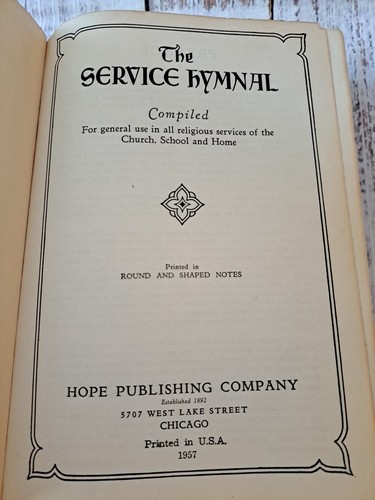 The
SERVICE HYMNAL
Compiled
For general use in all religious services of the
Church, School and Home
Printed in
ROUND AND SHAPED NOTES
HOPE PUBLISHING COMPANY
Established 1892
5707 WEST LAKE STREET
CHICAGO
Printed in U.S.A.
1957